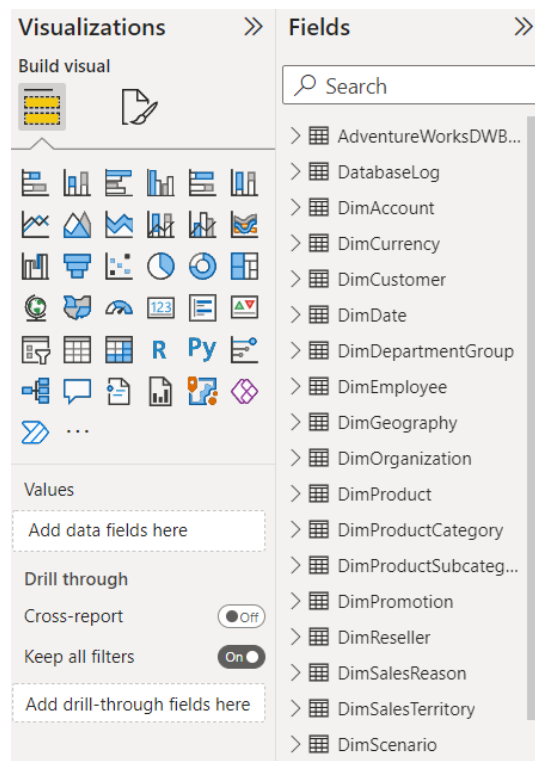 Visualizations
Build visual
123
R
Py
...
Values
Add data fields here
Drill through
Cross-report
Off
Keep all filters
On
Add drill-through fields here
Fields
Search
AdventureWorksDWB...
DatabaseLog
DimAccount
DimCurrency
DimCustomer
DimDate
DimDepartmentGroup
DimEmployee
DimGeography
DimOrganization
DimProduct
DimProductCategory
DimProductSubcateg...
DimPromotion
DimReseller
DimSalesReason
DimSalesTerritory
DimScenario